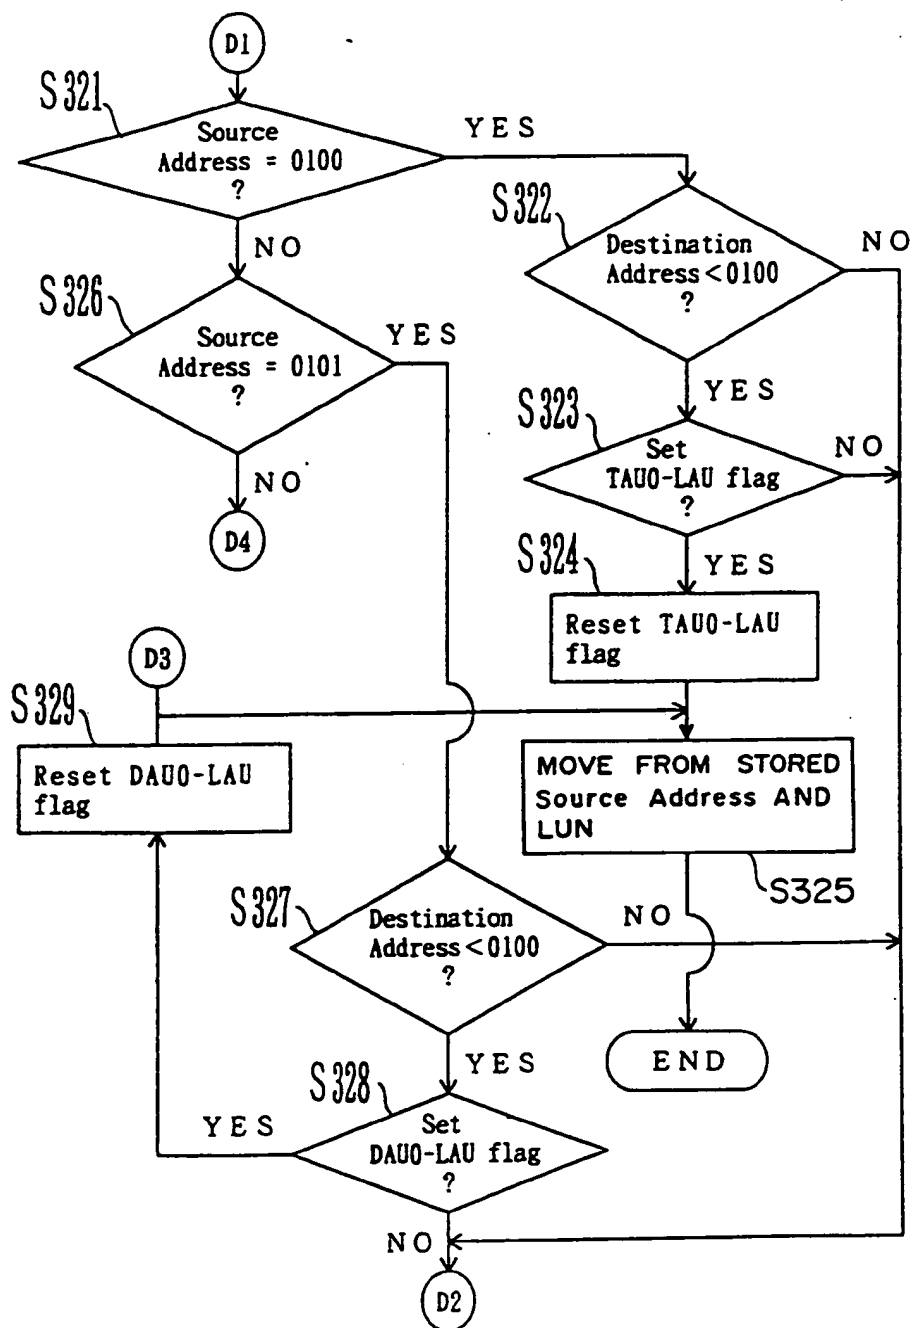 D1
S321
Source
Address = 0100
?
YES
NO
S322
Destination
Address<0100
?
NO
YES
S326
Source
Address = 0101
?
YES
NO
D4
S323
Set
TAU0-LAU flag
?
NO
YES
S324
Reset TAU0-LAU
flag
D3
S329
Reset DAU0-LAU
flag
MOVE FROM STORED
Source Address AND
LUN
S325
S327
Destination
Address<0100
?
NO
YES
END
S328
Set
DAU0-LAU flag
?
YES
NO
D2